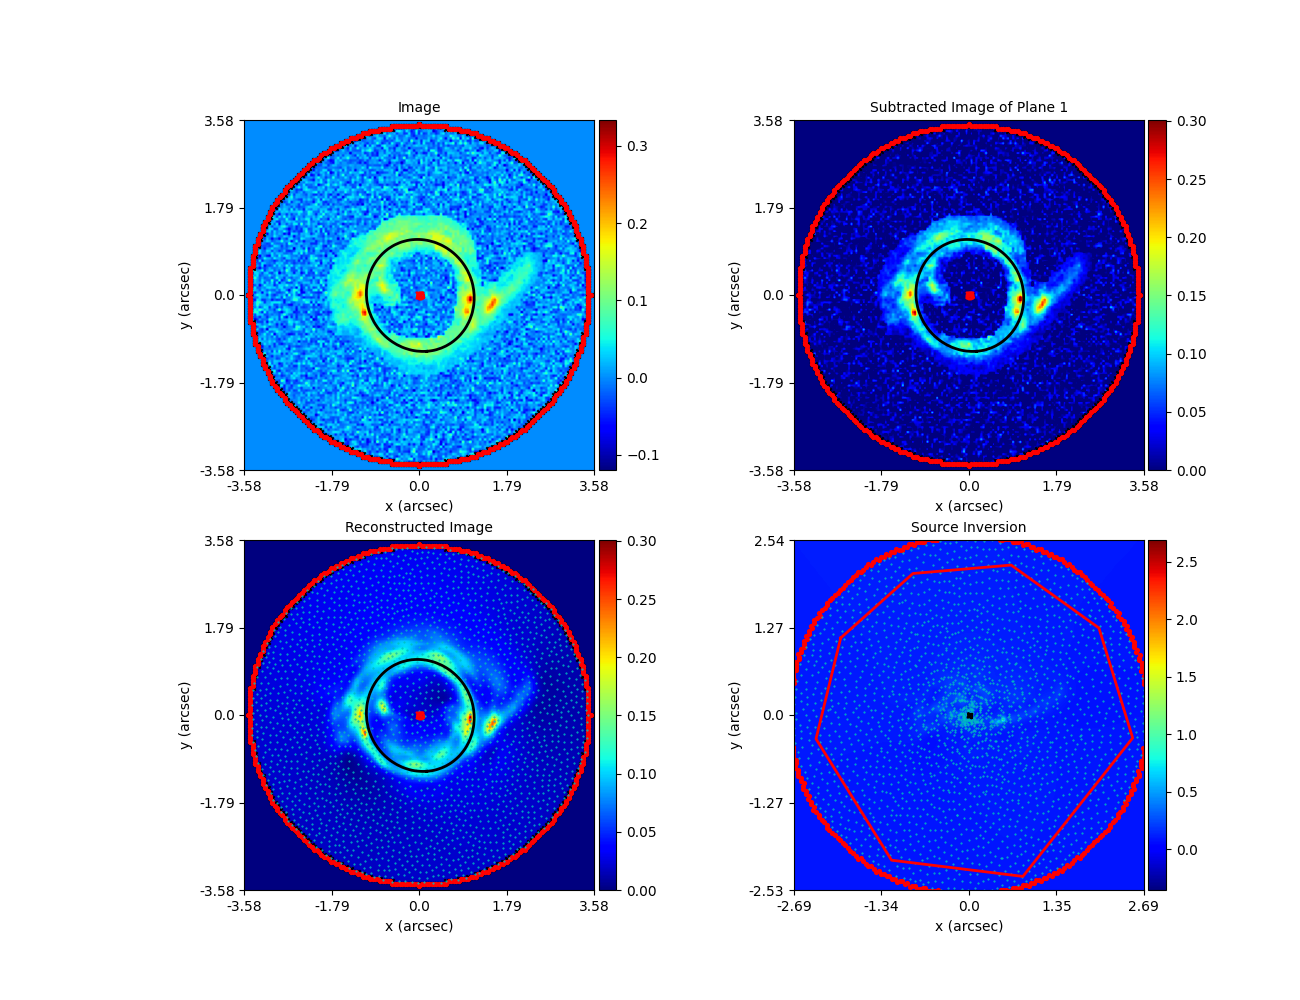 Image
3.58
1.79
0.0
-1.79
-3.58
y (arcsec)
-3.58 -1.79 0.0 1.79 3.58
x (arcsec)
0.3
0.2
0.1
0.0
−0.1
Subtracted Image of Plane 1
3.58
1.79
0.0
-1.79
-3.58
y (arcsec)
-3.58 -1.79 0.0 1.79 3.58
x (arcsec)
0.30
0.25
0.20
0.15
0.10
0.05
0.00
Reconstructed Image
3.58
1.79
0.0
-1.79
-3.58
y (arcsec)
-3.58 -1.79 0.0 1.79 3.58
x (arcsec)
0.30
0.25
0.20
0.15
0.10
0.05
0.00
Source Inversion
2.54
1.27
0.0
-1.27
-2.53
y (arcsec)
-2.69 -1.34 0.0 1.35 2.69
x (arcsec)
2.5
2.0
1.5
1.0
0.5
0.0